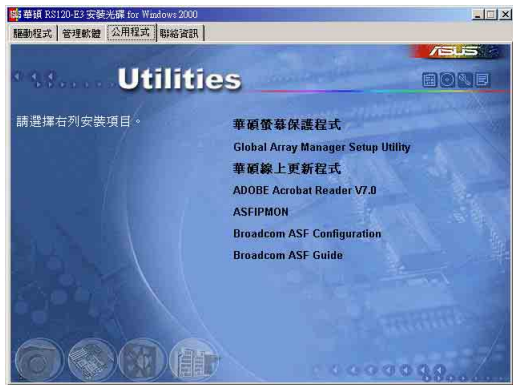 華碩 RS120-E3 安裝光碟 for Windows 2000
驅動程式 管理軟體 公用程式 聯絡資訊
ASUS
Utilities
請選擇右列安裝項目。
華碩螢幕保護程式
Global Array Manager Setup Utility
華碩線上更新程式
ADOBE Acrobat Reader V7.0
ASFIPMON
Broadcom ASF Configuration
Broadcom ASF Guide